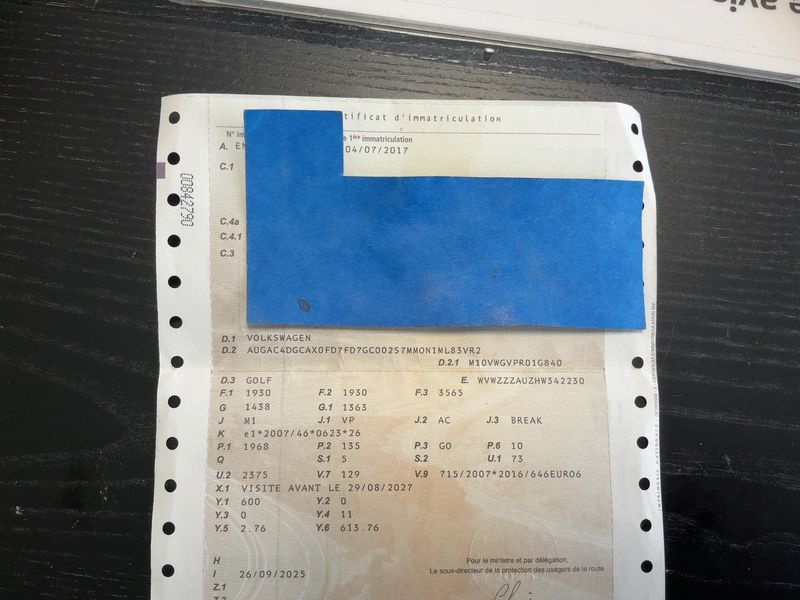 tificat d'immatriculation
N° Im e 1ère immatriculation
A. EN 04/07/2017
C.1
00842790
C.4a
C.4.1
C.3
D.1 VOLKSWAGEN
D.2 AUGAC4DGCAX0FD7FD7GC002S7MMON1ML83VR2
D.2.1 M10VWGVPR01G840
D.3 GOLF E. WVWZZZAUZHW342230
F.1 1930 F.2 1930 F.3 3565
G 1438 G.1 1363
J M1 J.1 VP J.2 AC J.3 BREAK
K e1*2007/46*0623*26
P.1 1968 P.2 135 P.3 GO P.6 10
Q S.1 5 S.2 U.1 73
U.2 2375 V.7 129 V.9 715/2007*2016/646EURO6
X.1 VISITE AVANT LE 29/08/2027
Y.1 600 Y.2 0
Y.3 0 Y.4 11
Y.5 2.76 Y.6 613.76
H Pour le ministre et par délégation,
I 26/09/2025 Le sous-directeur de la protection des usagers de la route
Z.1